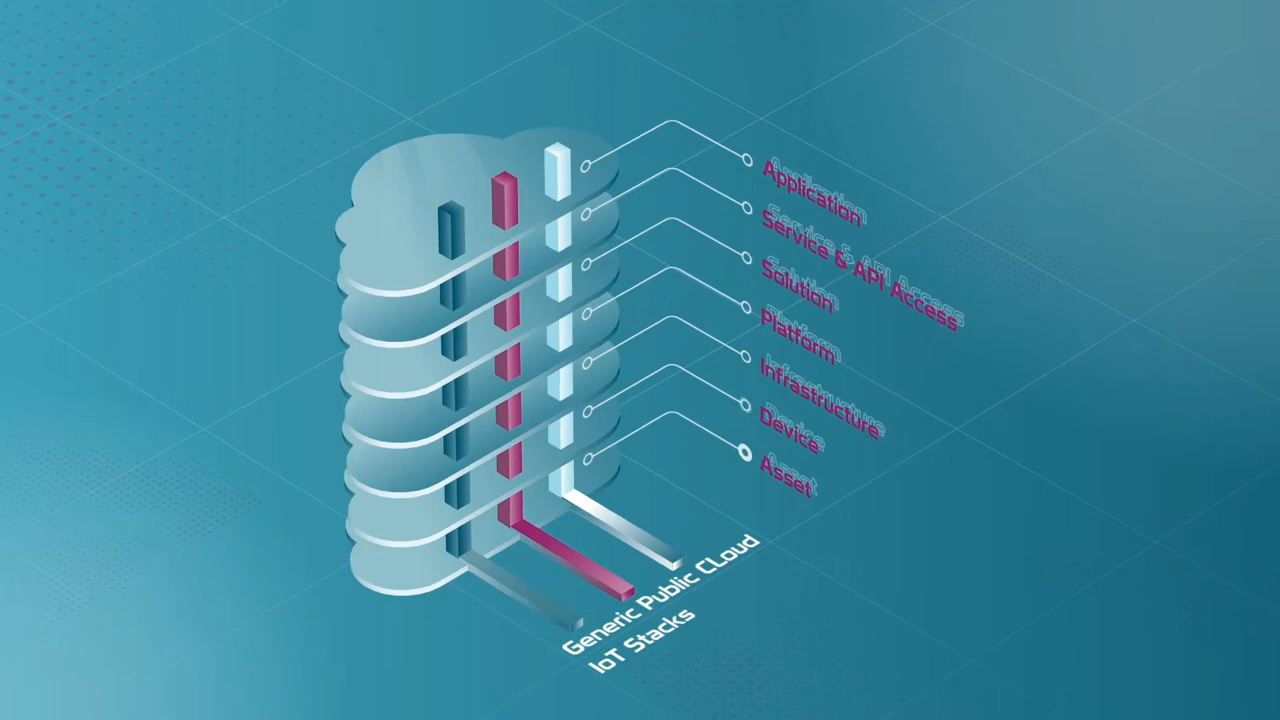 Application
Service & API Access
Solution
Platform
Infrastructure
Device
Asset
Generic Public CLoud
IoT Stacks